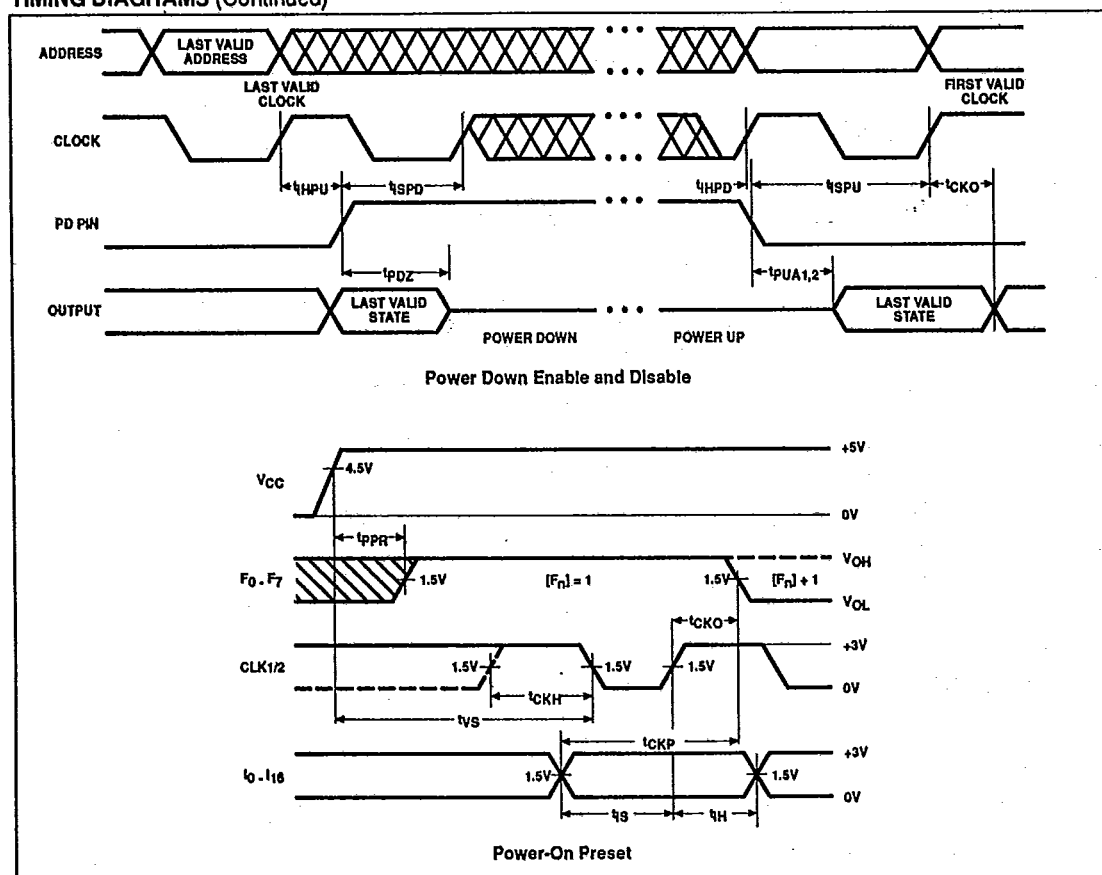 TIMING DIAGRAMS (Continued)
ADDRESS
LAST VALID
ADDRESS
• • •
LAST VALID
CLOCK
FIRST VALID
CLOCK
CLOCK
• • •
tIHPU
tISPD
tIHPD
tISPU
tCKO
PD PIN
• • •
tPDZ
tPUA1,2
OUTPUT
LAST VALID
STATE
• • •
LAST VALID
STATE
POWER DOWN
POWER UP
Power Down Enable and Disable
VCC
4.5V
+5V
0V
tPPR
F0 - F7
1.5V
[Fn] = 1
1.5V
[Fn] + 1
VOH
VOL
tCKO
CLK1/2
1.5V
1.5V
1.5V
+3V
0V
tCKH
tVS
tCKP
I0 - I16
1.5V
1.5V
+3V
0V
tIS
tIH
Power-On Preset